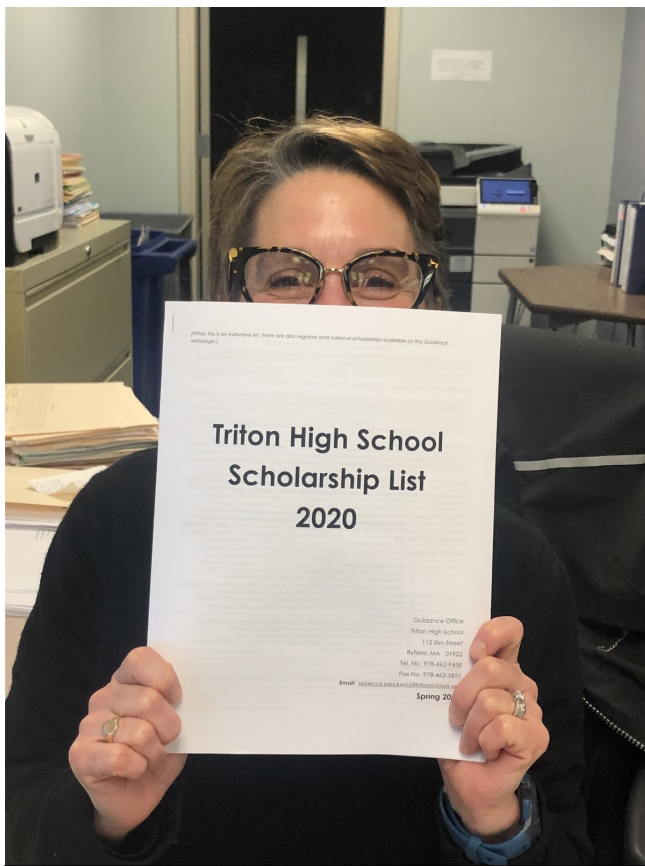 [While this is an extensive list, there are also regional and national scholarships available on the Guidance
webpage.]
Triton High School
Scholarship List
2020
Guidance Office
Triton High School
112 Elm Street
Byfield, MA 01922
Tel. No. 978-462-9458
Fax No. 978-463-5851
Email:
Spring